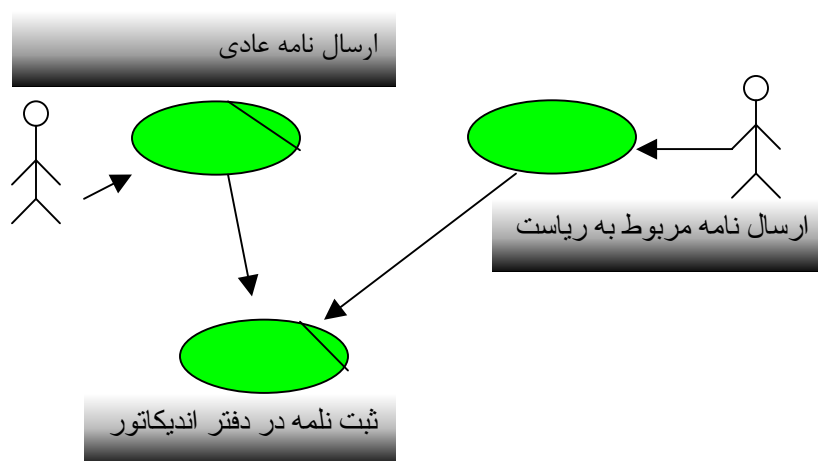 ارسال نامه عادی
ارسال نامه مربوط به ریاست
ثبت نلمه در دفتر اندیکاتور